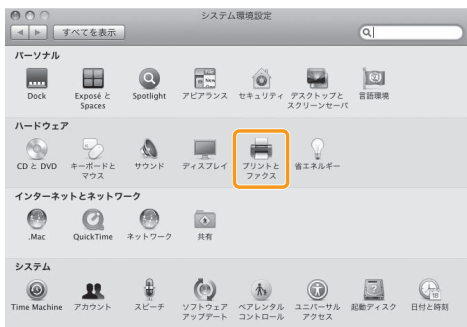 システム環境設定
すべてを表示
パーソナル
Dock Exposé と Spotlight アピアランス セキュリティ デスクトップと 言語環境
Spaces スクリーンセーバ
ハードウェア
CD と DVD キーボードと サウンド ディスプレイ プリントと 省エネルギー
マウス ファクス
インターネットとネットワーク
.Mac QuickTime ネットワーク 共有
システム
Time Machine アカウント スピーチ ソフトウェア ペアレンタル ユニバーサル 起動ディスク 日付と時刻
アップデート コントロール アクセス